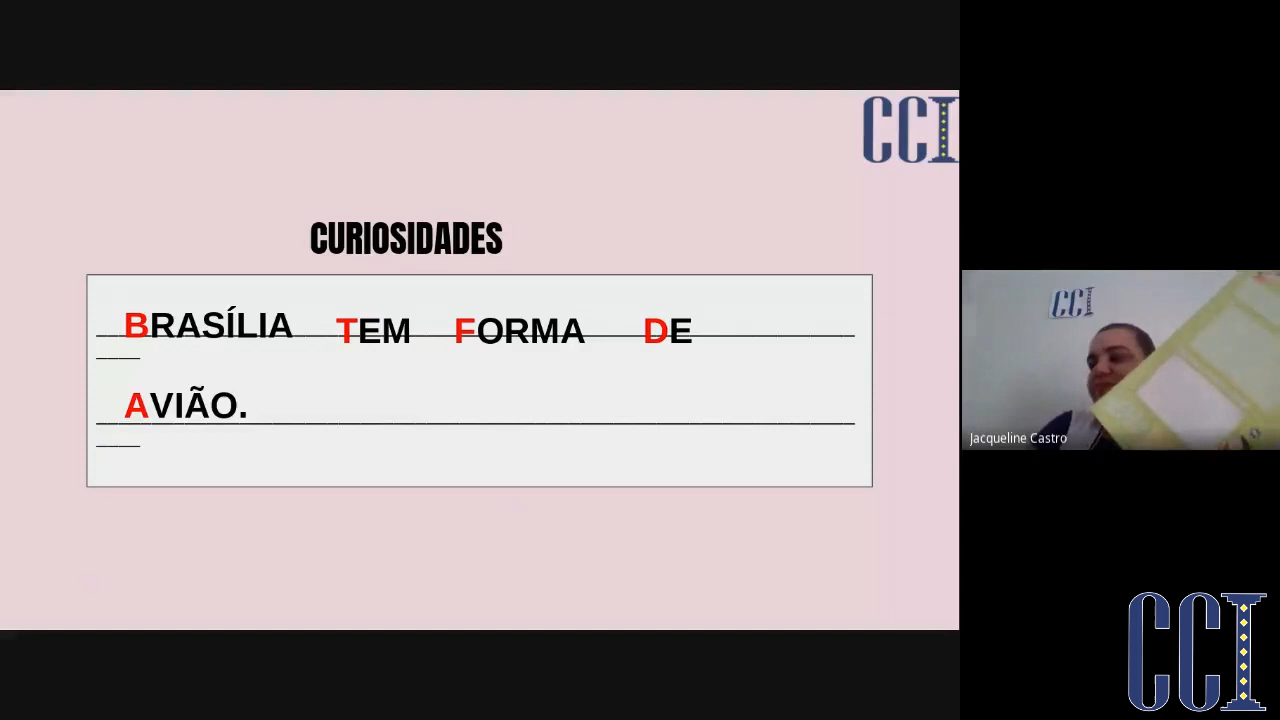 CCI
CURIOSIDADES
BRASÍLIA TEM FORMA DE
AVIÃO.
CCI
Jacqueline Castro
CCI